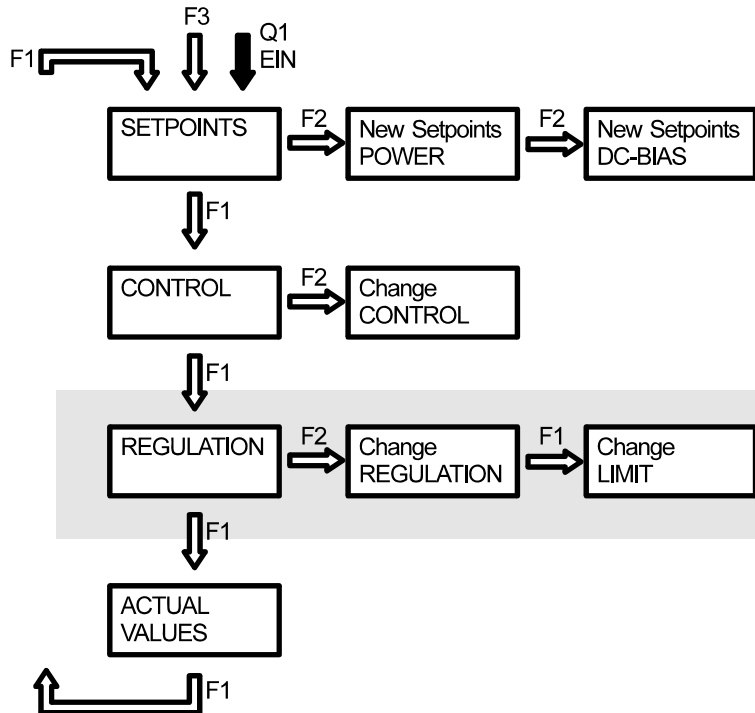 F3
Q1
EIN
F1
SETPOINTS
F2
New Setpoints
POWER
F2
New Setpoints
DC-BIAS
F1
CONTROL
F2
Change
CONTROL
F1
REGULATION
F2
Change
REGULATION
F1
Change
LIMIT
F1
ACTUAL
VALUES
F1